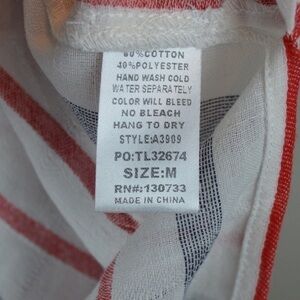 60%COTTON
40%POLYESTER
HAND WASH COLD
WATER SEPARATELY
COLOR WILL BLEED
NO BLEACH
HANG TO DRY
STYLE:A3909
PO:TL32674
SIZE:M
RN#:130733
MADE IN CHINA